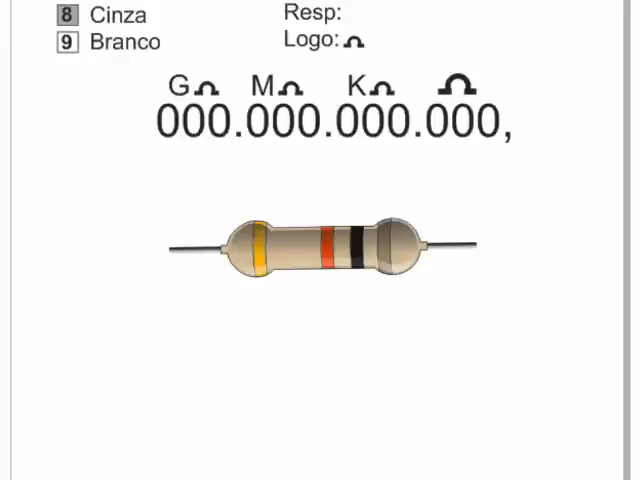 8 Cinza
9 Branco
Resp:
Logo:Ω
GΩ MΩ KΩ Ω
000.000.000.000,